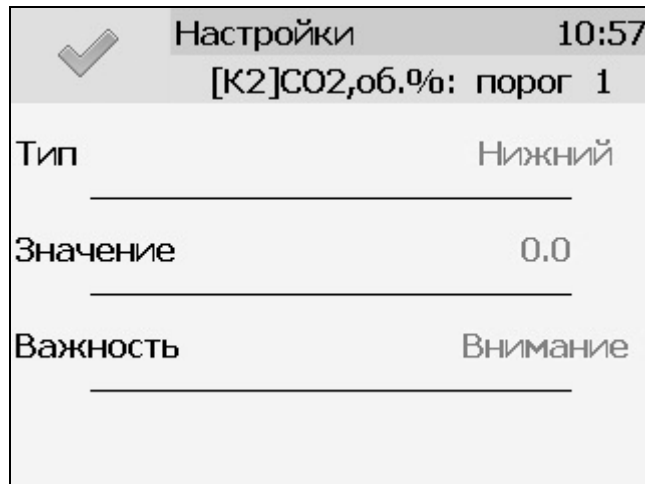 Настройки 10:57
[К2]СО2,об.%: порог 1
Тип Нижний
Значение 0.0
Важность Внимание